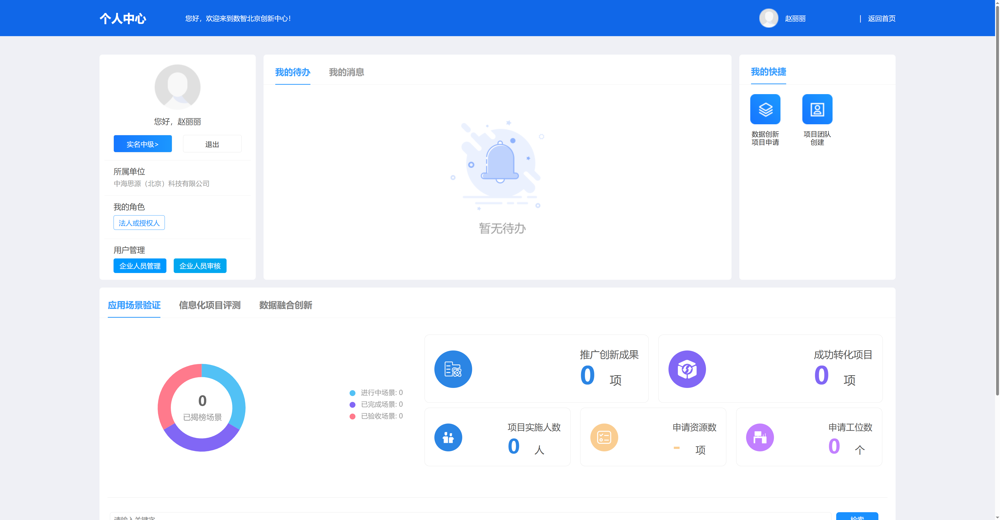 个人中心
您好，欢迎来到数智北京创新中心！
赵丽丽
| 返回首页
您好，赵丽丽
实名中级>
退出
所属单位
中海思源（北京）科技有限公司
我的角色
法人或授权人
用户管理
企业人员管理
企业人员审核
我的待办
我的消息
暂无待办
我的快捷
数据创新
项目申请
项目团队
创建
应用场景验证
信息化项目评测
数据融合创新
0
已揭榜场景
进行中场景: 0
已完成场景: 0
已验收场景: 0
推广创新成果
0 项
成功转化项目
0 项
项目实施人数
0 人
申请资源数
- 项
申请工位数
0 个
请输入关键字
检索